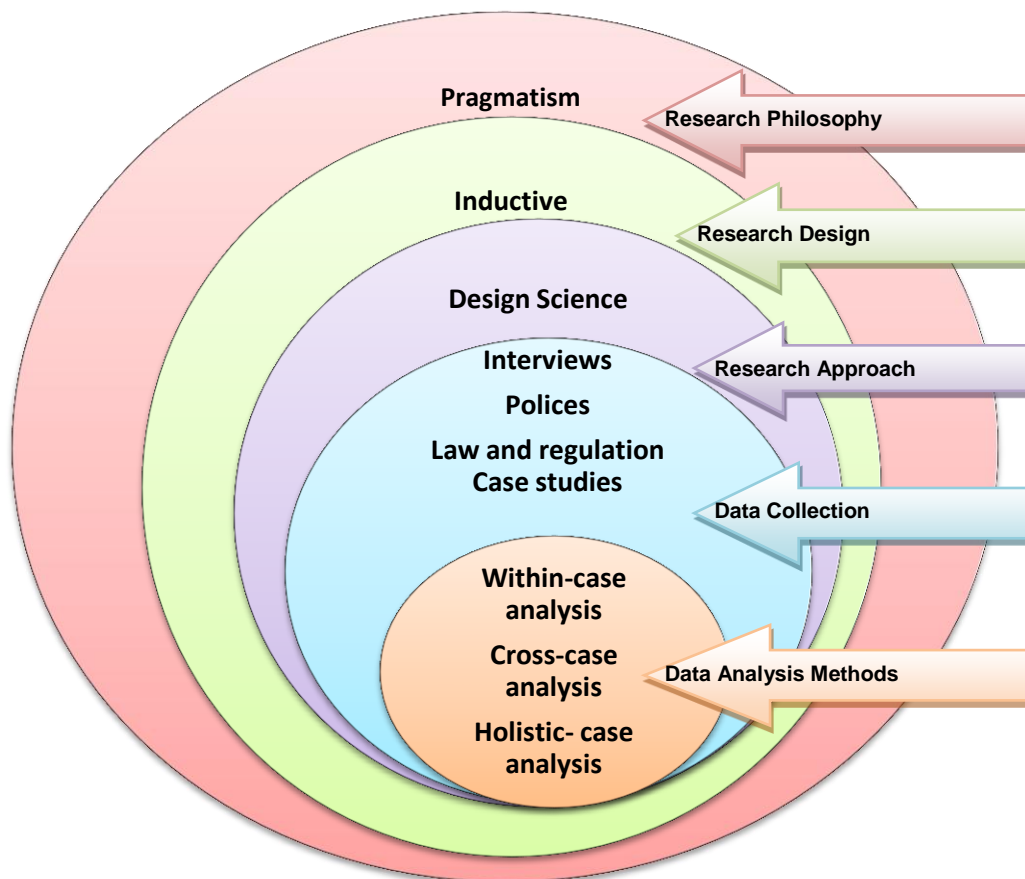 Pragmatism
Research Philosophy
Inductive
Research Design
Design Science
Interviews
Research Approach
Polices
Law and regulation
Case studies
Data Collection
Within-case
analysis
Cross-case
analysis
Data Analysis Methods
Holistic- case
analysis